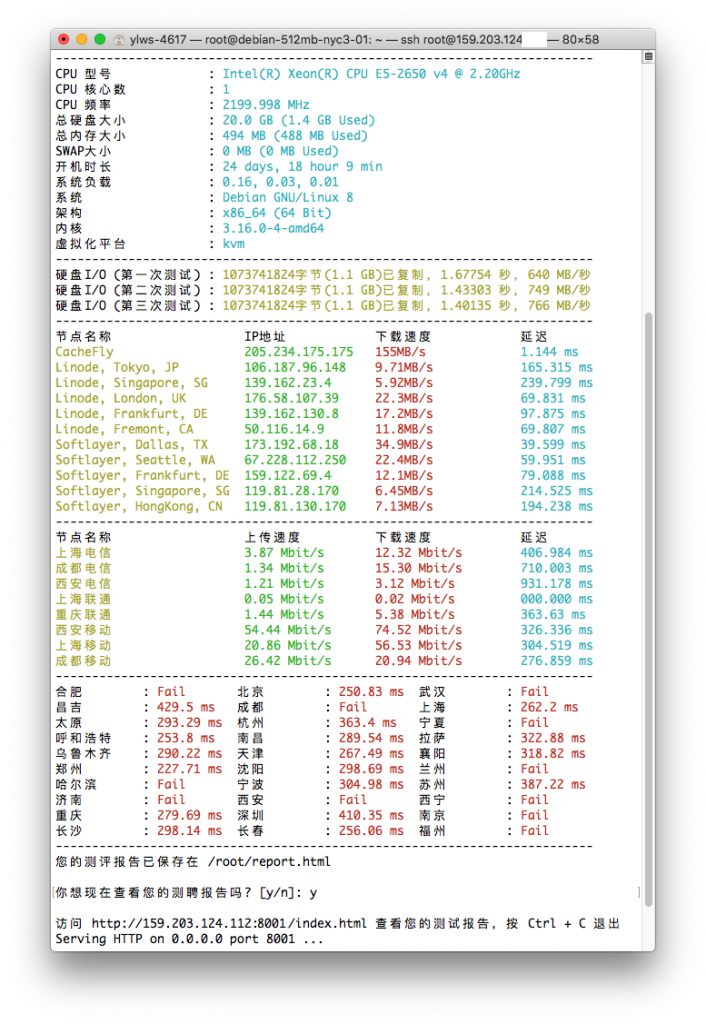 ylws-4617 — root@debian-512mb-nyc3-01: ~ — ssh root@159.203.124 — 80×58
CPU 型号 : Intel(R) Xeon(R) CPU E5-2650 v4 @ 2.20GHz
CPU 核心数 : 1
CPU 频率 : 2199.998 MHz
总硬盘大小 : 20.0 GB (1.4 GB Used)
总内存大小 : 494 MB (488 MB Used)
SWAP大小 : 0 MB (0 MB Used)
开机时长 : 24 days, 18 hour 9 min
系统负载 : 0.16, 0.03, 0.01
系统 : Debian GNU/Linux 8
架构 : x86_64 (64 Bit)
内核 : 3.16.0-4-amd64
虚拟化平台 : kvm
硬盘I/O (第一次测试) : 1073741824字节(1.1 GB)已复制, 1.67754 秒, 640 MB/秒
硬盘I/O (第二次测试) : 1073741824字节(1.1 GB)已复制, 1.43303 秒, 749 MB/秒
硬盘I/O (第三次测试) : 1073741824字节(1.1 GB)已复制, 1.40135 秒, 766 MB/秒
节点名称 IP地址 下载速度 延迟
CacheFly 205.234.175.175 155MB/s 1.144 ms
Linode, Tokyo, JP 106.187.96.148 9.71MB/s 165.315 ms
Linode, Singapore, SG 139.162.23.4 5.92MB/s 239.799 ms
Linode, London, UK 176.58.107.39 22.3MB/s 69.831 ms
Linode, Frankfurt, DE 139.162.130.8 17.2MB/s 97.875 ms
Linode, Fremont, CA 50.116.14.9 11.8MB/s 69.807 ms
Softlayer, Dallas, TX 173.192.68.18 34.9MB/s 39.599 ms
Softlayer, Seattle, WA 67.228.112.250 22.4MB/s 59.951 ms
Softlayer, Frankfurt, DE 159.122.69.4 12.1MB/s 79.088 ms
Softlayer, Singapore, SG 119.81.28.170 6.45MB/s 214.525 ms
Softlayer, HongKong, CN 119.81.130.170 7.13MB/s 194.238 ms
节点名称 上传速度 下载速度 延迟
上海电信 3.87 Mbit/s 12.32 Mbit/s 406.984 ms
成都电信 1.34 Mbit/s 15.30 Mbit/s 710.003 ms
西安电信 1.21 Mbit/s 3.12 Mbit/s 931.178 ms
上海联通 0.05 Mbit/s 0.02 Mbit/s 000.000 ms
重庆联通 1.44 Mbit/s 5.38 Mbit/s 363.63 ms
西安移动 54.44 Mbit/s 74.52 Mbit/s 326.336 ms
上海移动 20.86 Mbit/s 56.53 Mbit/s 304.519 ms
成都移动 26.42 Mbit/s 20.94 Mbit/s 276.859 ms
合肥 : Fail 北京 : 250.83 ms 武汉 : Fail
昌吉 : 429.5 ms 成都 : Fail 上海 : 262.2 ms
太原 : 293.29 ms 杭州 : 363.4 ms 宁夏 : Fail
呼和浩特 : 253.8 ms 南昌 : 289.54 ms 拉萨 : 322.88 ms
乌鲁木齐 : 290.22 ms 天津 : 267.49 ms 襄阳 : 318.82 ms
郑州 : 227.71 ms 沈阳 : 298.69 ms 兰州 : Fail
哈尔滨 : Fail 宁波 : 304.98 ms 苏州 : 387.22 ms
济南 : Fail 西安 : Fail 西宁 : Fail
重庆 : 279.69 ms 深圳 : 410.35 ms 南京 : Fail
长沙 : 298.14 ms 长春 : 256.06 ms 福州 : Fail
您的测评报告已保存在 /root/report.html
你想现在查看您的测聘报告吗? [y/n]: y
访问 http://159.203.124.112:8001/index.html 查看您的测试报告, 按 Ctrl + C 退出
Serving HTTP on 0.0.0.0 port 8001 ...